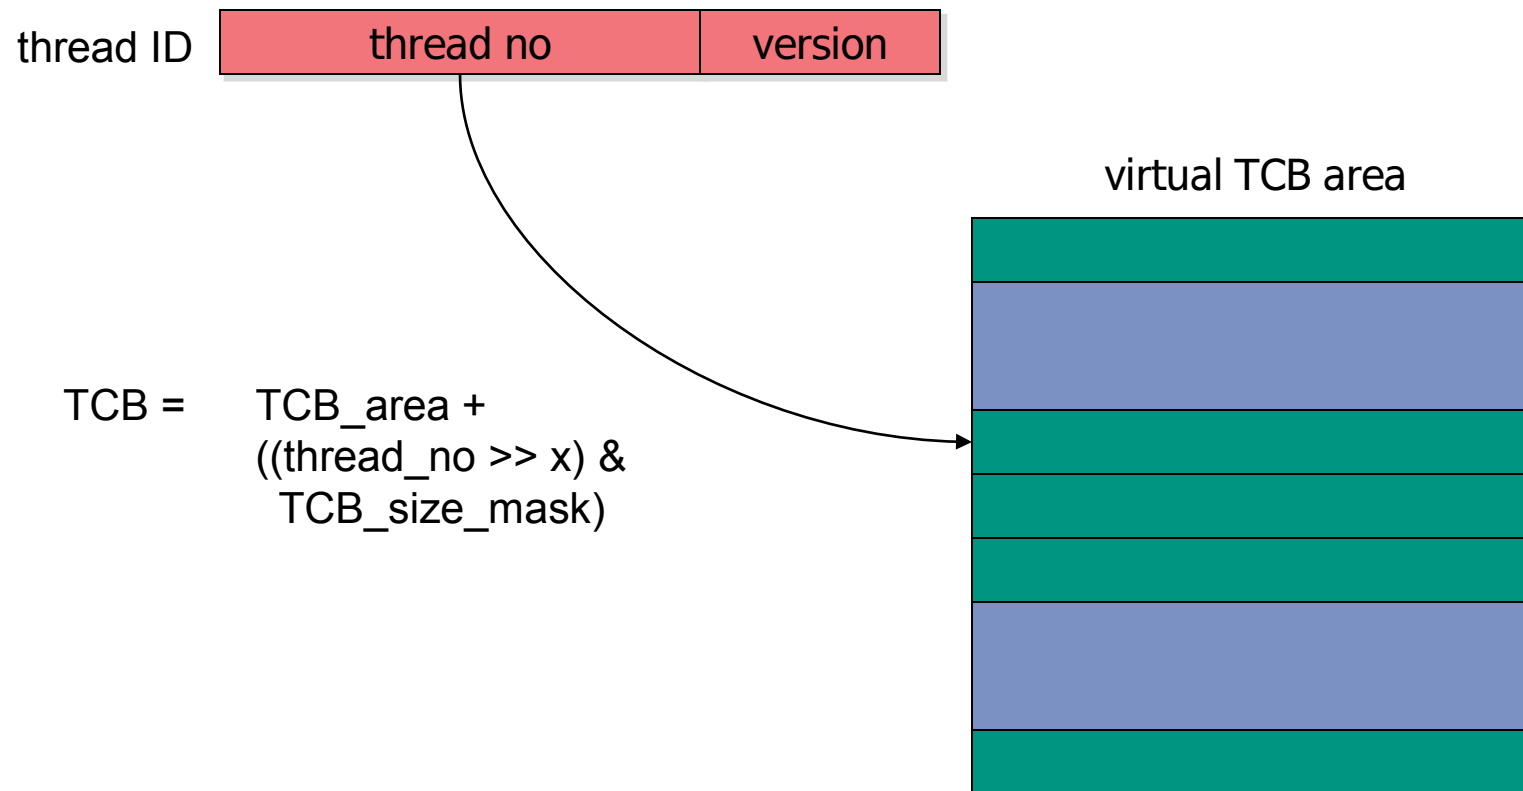 thread ID
thread no
version
virtual TCB area
TCB = TCB_area +
((thread_no >> x) &
TCB_size_mask)